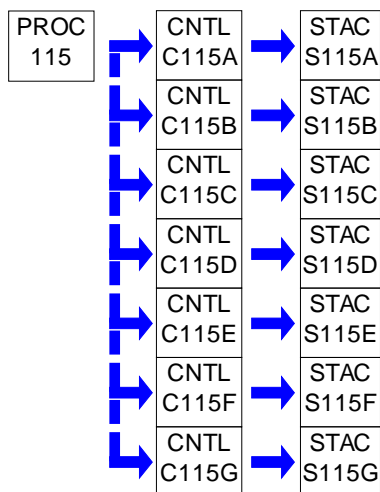 PROC
115
CNTL
C115A
STAC
S115A
CNTL
C115B
STAC
S115B
CNTL
C115C
STAC
S115C
CNTL
C115D
STAC
S115D
CNTL
C115E
STAC
S115E
CNTL
C115F
STAC
S115F
CNTL
C115G
STAC
S115G